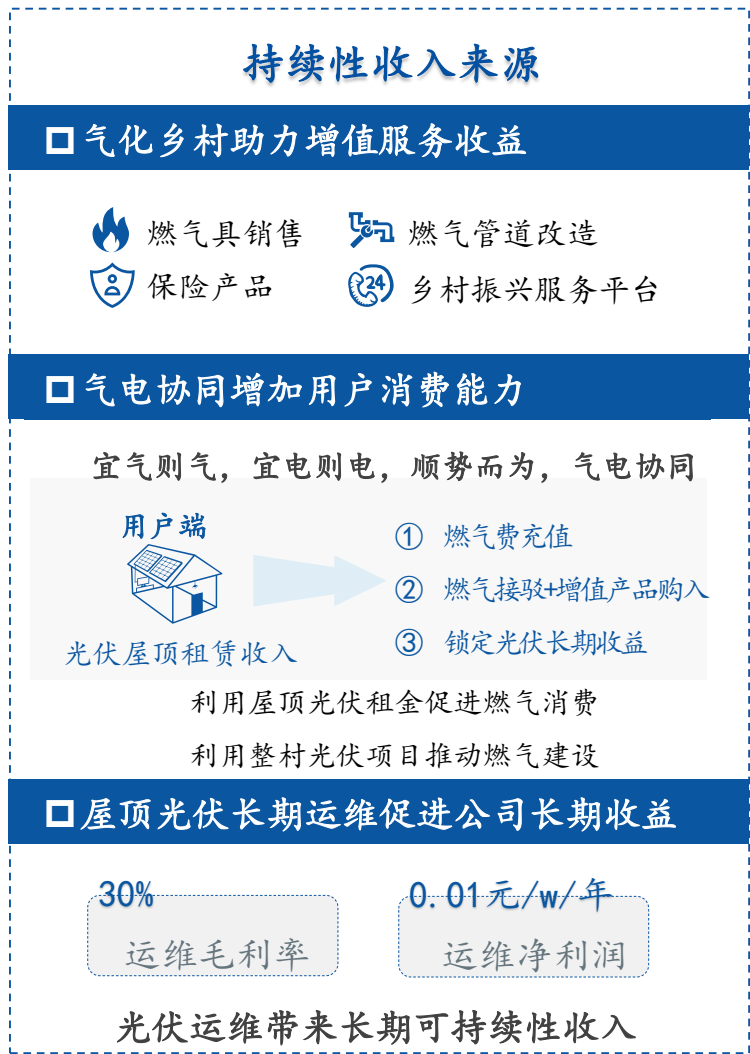 持续性收入来源
气化乡村助力增值服务收益
燃气具销售 燃气管道改造
保险产品 24 乡村振兴服务平台
气电协同增加用户消费能力
宜气则气，宜电则电，顺势而为，气电协同
用户端
光伏屋顶租赁收入
① 燃气费充值
② 燃气接驳+增值产品购入
③ 锁定光伏长期收益
利用屋顶光伏租金促进燃气消费
利用整村光伏项目推动燃气建设
屋顶光伏长期运维促进公司长期收益
30% 0.01元/w/年
运维毛利率 运维净利润
光伏运维带来长期可持续性收入